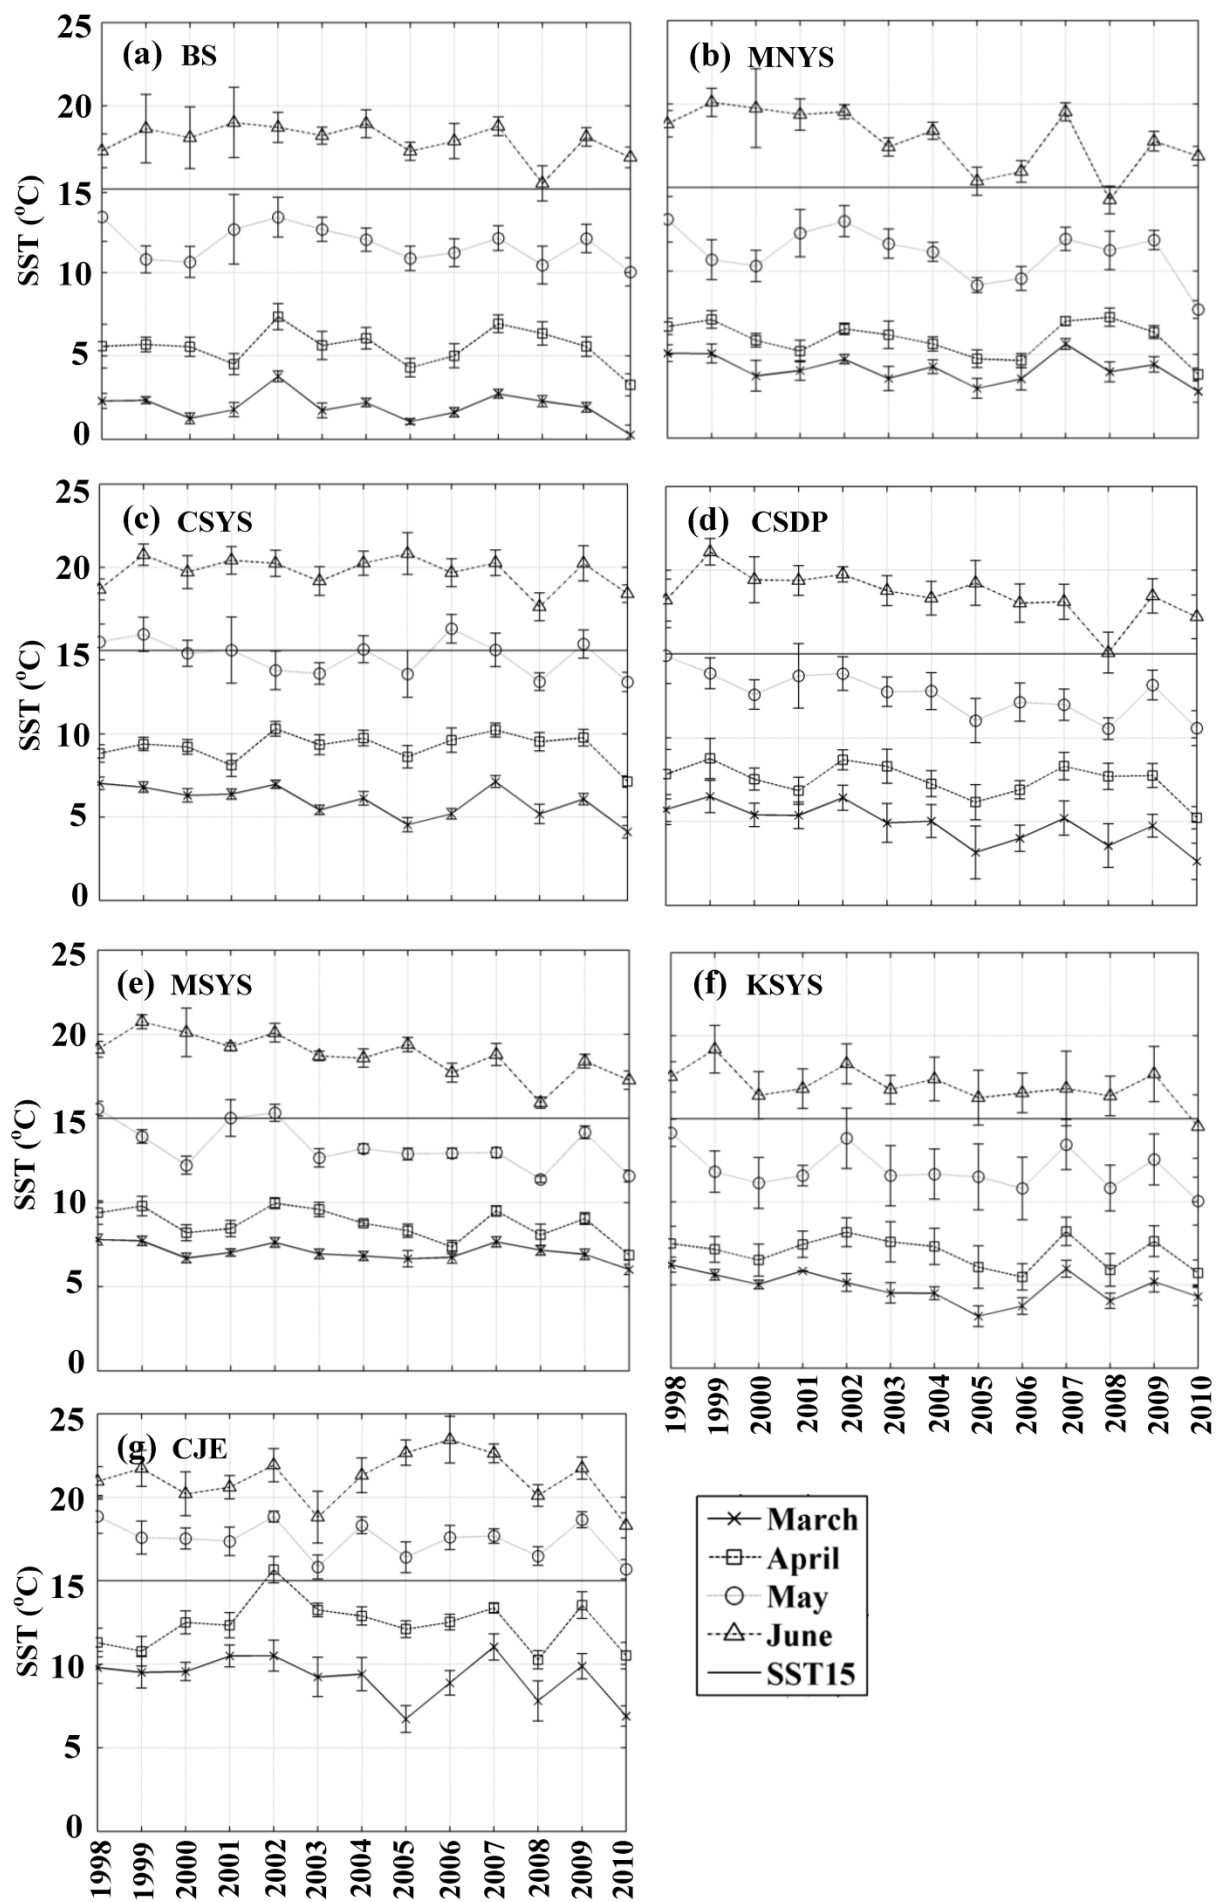 (a) BS
25
20
15
10
5
0
SST (°C)
(b) MNYS
(c) CSYS
25
20
15
10
5
0
SST (°C)
(d) CSDP
(e) MSYS
25
20
15
10
5
0
SST (°C)
(f) KSYS
1998 1999 2000 2001 2002 2003 2004 2005 2006 2007 2008 2009 2010
(g) CJE
25
20
15
10
5
0
SST (°C)
1998 1999 2000 2001 2002 2003 2004 2005 2006 2007 2008 2009 2010
March
April
May
June
SST15